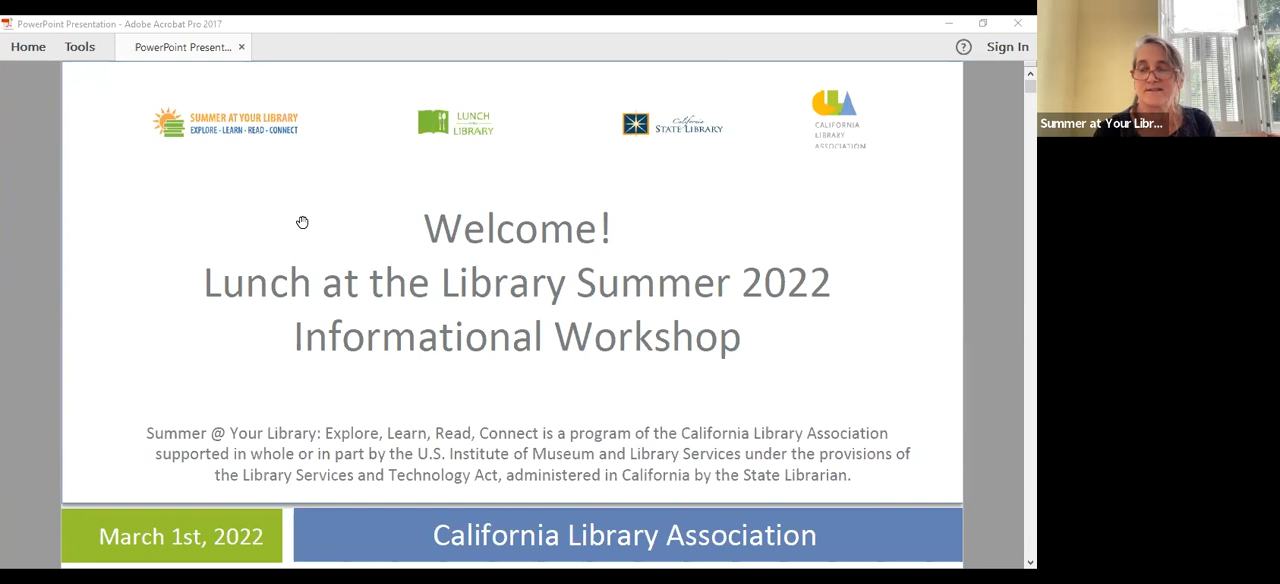 PowerPoint Presentation - Adobe Acrobat Pro 2017
Home Tools PowerPoint Present... × ? Sign In
SUMMER AT YOUR LIBRARY
EXPLORE · LEARN · READ · CONNECT
LUNCH
LIBRARY
California
STATE LIBRARY
CLA
CALIFORNIA
LIBRARY
ASSOCIATION
Summer at Your Libr...
Welcome!
Lunch at the Library Summer 2022
Informational Workshop
Summer @ Your Library: Explore, Learn, Read, Connect is a program of the California Library Association
supported in whole or in part by the U.S. Institute of Museum and Library Services under the provisions of
the Library Services and Technology Act, administered in California by the State Librarian.
March 1st, 2022
California Library Association